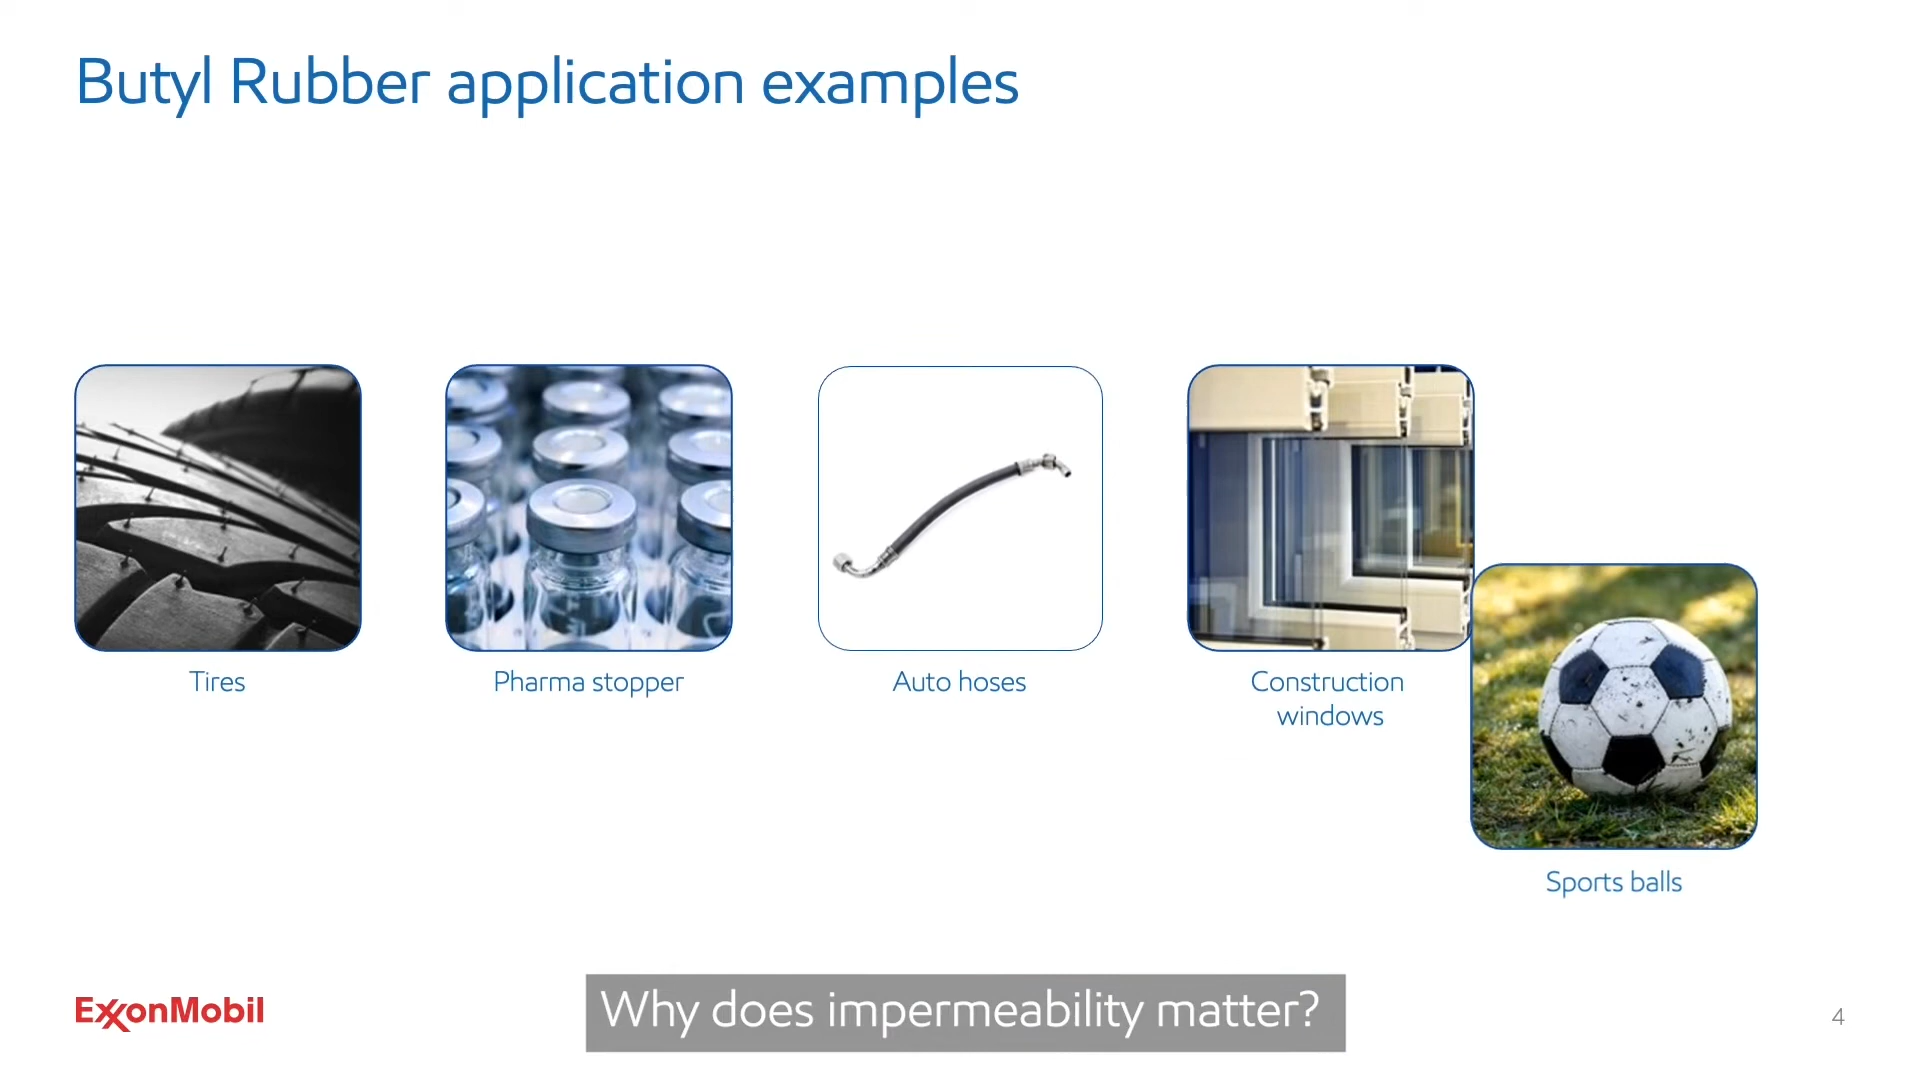 Butyl Rubber application examples
Tires
Pharma stopper
Auto hoses
Construction
windows
Sports balls
ExxonMobil
Why does impermeability matter?
4